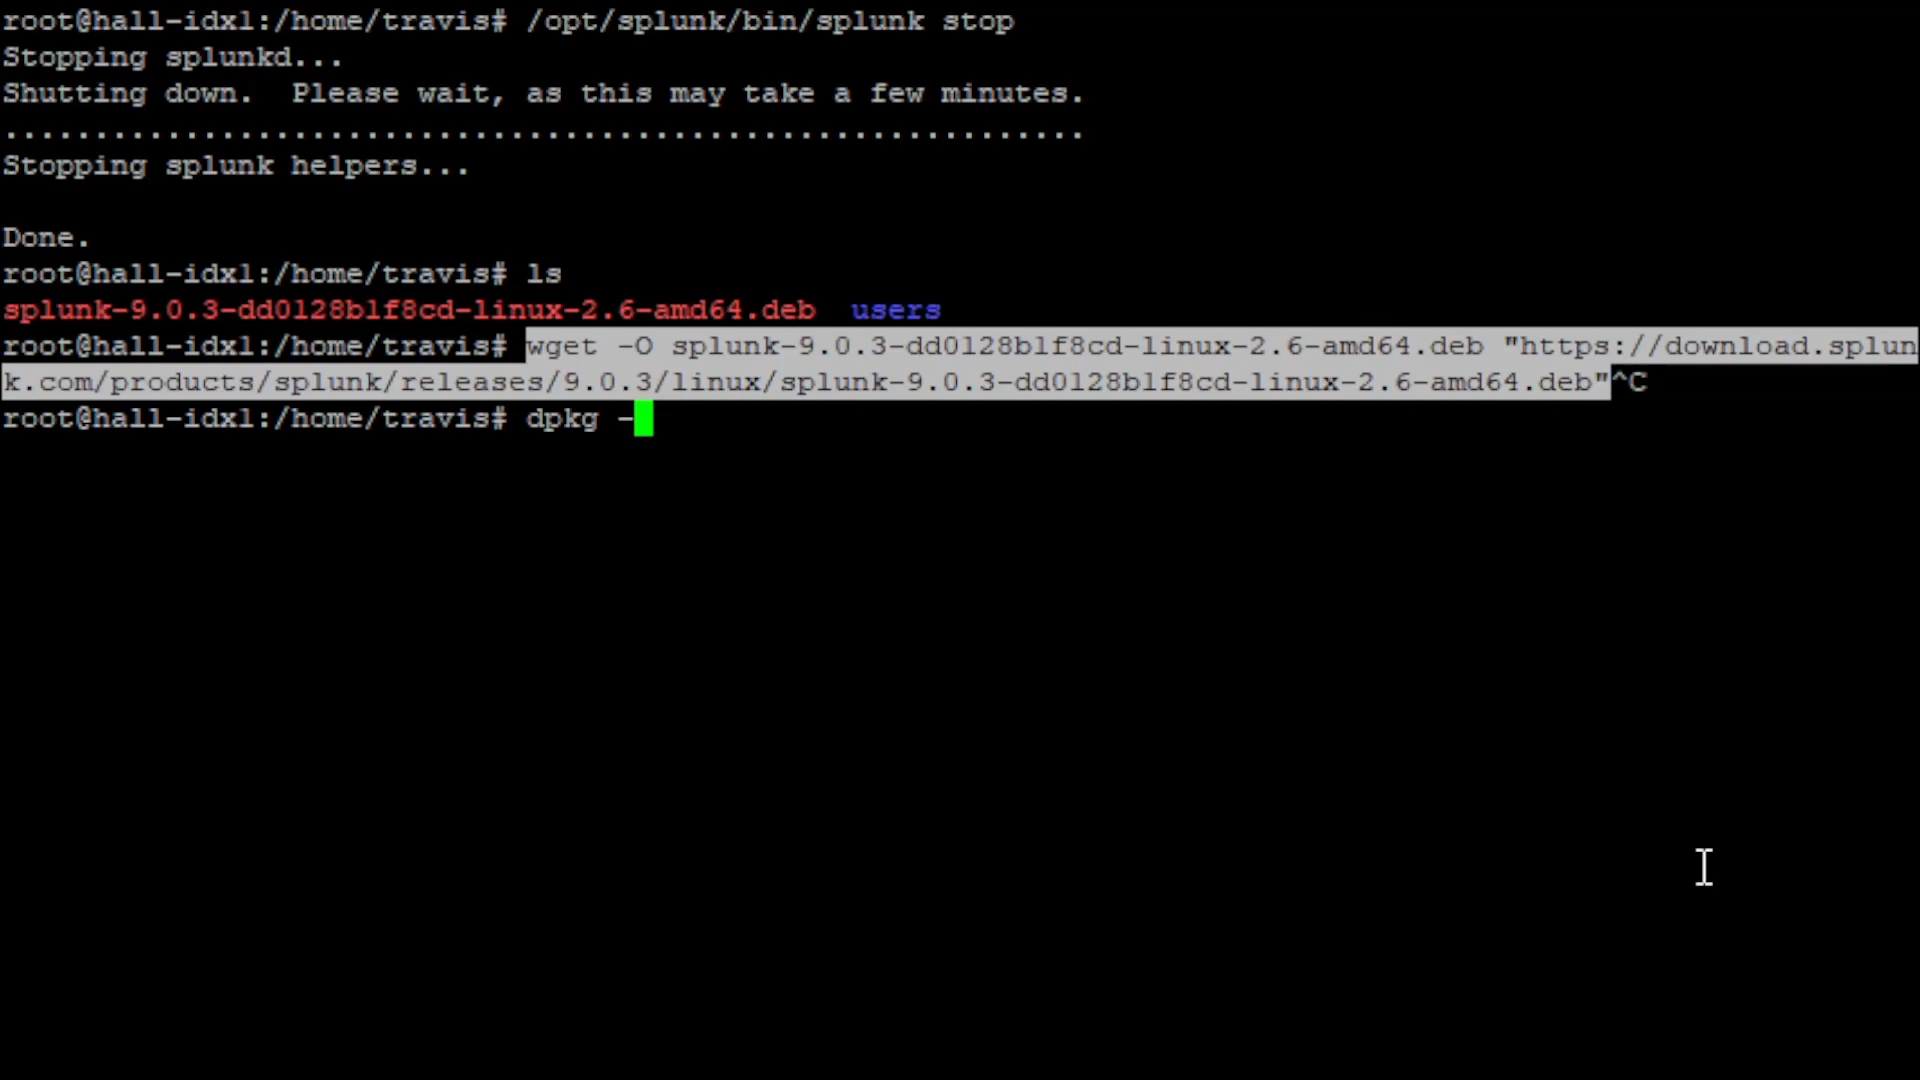 root@hall-idx1:/home/travis# /opt/splunk/bin/splunk stop
Stopping splunkd...
Shutting down.  Please wait, as this may take a few minutes.
............................................................
Stopping splunk helpers...
Done.
root@hall-idx1:/home/travis# ls
splunk-9.0.3-dd0128b1f8cd-linux-2.6-amd64.deb  users
root@hall-idx1:/home/travis# wget -O splunk-9.0.3-dd0128b1f8cd-linux-2.6-amd64.deb "https://download.splun
k.com/products/splunk/releases/9.0.3/linux/splunk-9.0.3-dd0128b1f8cd-linux-2.6-amd64.deb"^C
root@hall-idx1:/home/travis# dpkg -